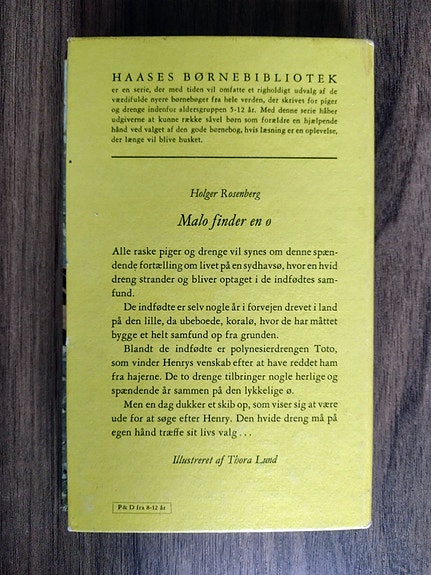 HAASES BØRNEBIBLIOTEK
er en serie, der med tiden vil omfatte et righoldigt udvalg af de
værdifulde nyere børnebøger fra hele verden, der skrives for piger
og drenge indenfor aldersgruppen 5-12 år. Med denne serie håber
udgiverne at kunne række såvel børn som forældre en hjælpende
hånd ved valget af den gode børnebog, hvis læsning er en oplevelse,
der længe vil blive husket.
Holger Rosenberg
Malo finder en ø
Alle raske piger og drenge vil synes om denne spæn-
dende fortælling om livet på en sydhavsø, hvor en hvid
dreng strander og bliver optaget i de indfødtes sam-
fund.
De indfødte er selv nogle år i forvejen drevet i land
på den lille, da ubeboede, koralø, hvor de har måttet
bygge et helt samfund op fra grunden.
Blandt de indfødte er polynesierdrengen Toto,
som vinder Henrys venskab efter at have reddet ham
fra hajerne. De to drenge tilbringer nogle herlige og
spændende år sammen på den lykkelige ø.
Men en dag dukker et skib op, som viser sig at være
ude for at søge efter Henry. Den hvide dreng må på
egen hånd træffe sit livs valg . . .
Illustreret af Thora Lund
P & D fra 8-12 år